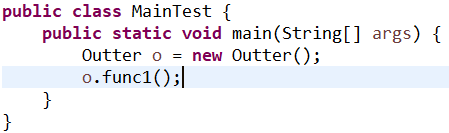 public class MainTest {
    public static void main(String[] args) {
        Outter o = new Outter();
        o.func1();
    }
}